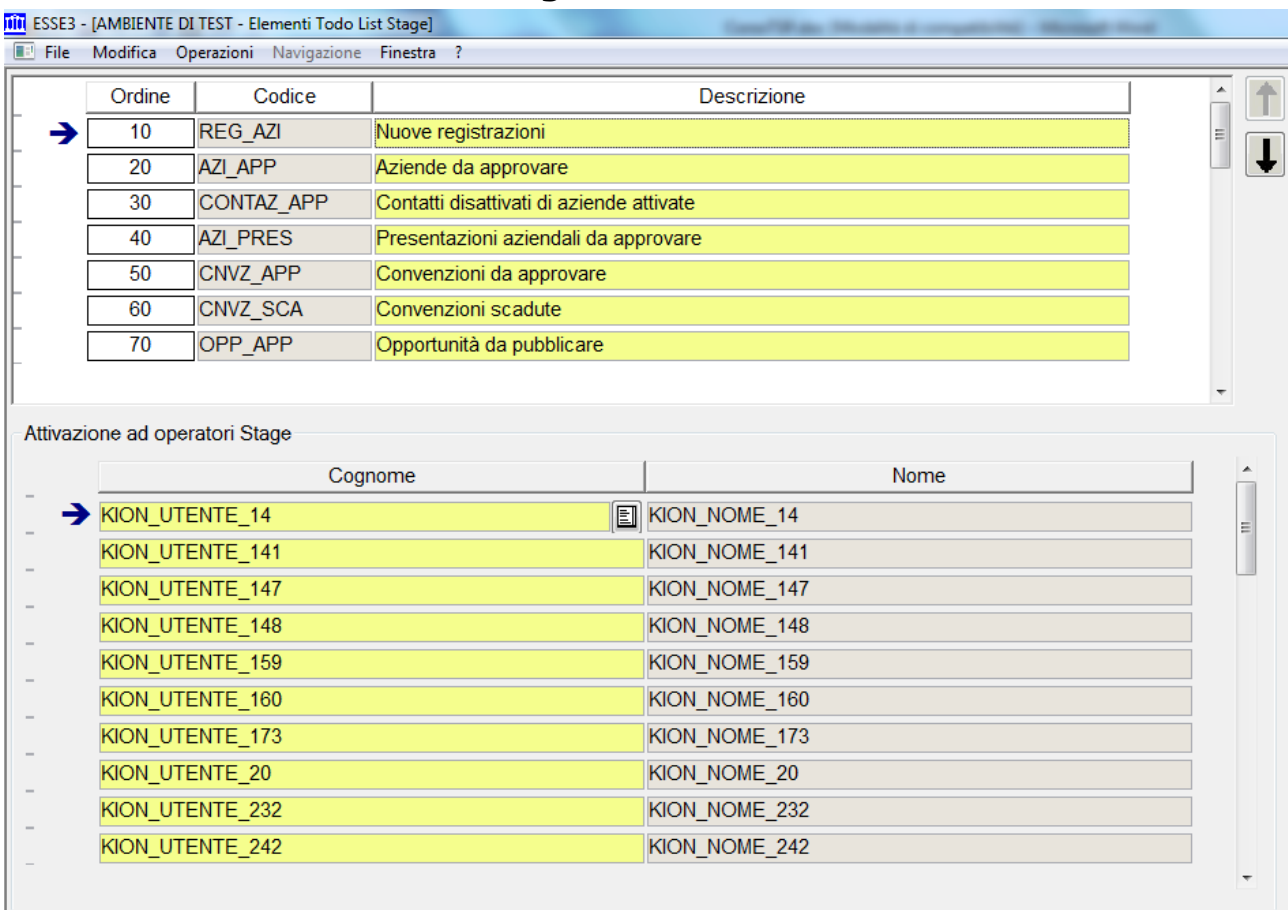 ESSE3 - [AMBIENTE DI TEST - Elementi Todo List Stage]
File Modifica Operazioni Navigazione Finestra ?
Ordine Codice Descrizione
10 REG_AZI Nuove registrazioni
20 AZI_APP Aziende da approvare
30 CONTAZ_APP Contatti disattivati di aziende attivate
40 AZI_PRES Presentazioni aziendali da approvare
50 CNVZ_APP Convenzioni da approvare
60 CNVZ_SCA Convenzioni scadute
70 OPP_APP Opportunità da pubblicare
Attivazione ad operatori Stage
Cognome Nome
KION_UTENTE_14 KION_NOME_14
KION_UTENTE_141 KION_NOME_141
KION_UTENTE_147 KION_NOME_147
KION_UTENTE_148 KION_NOME_148
KION_UTENTE_159 KION_NOME_159
KION_UTENTE_160 KION_NOME_160
KION_UTENTE_173 KION_NOME_173
KION_UTENTE_20 KION_NOME_20
KION_UTENTE_232 KION_NOME_232
KION_UTENTE_242 KION_NOME_242